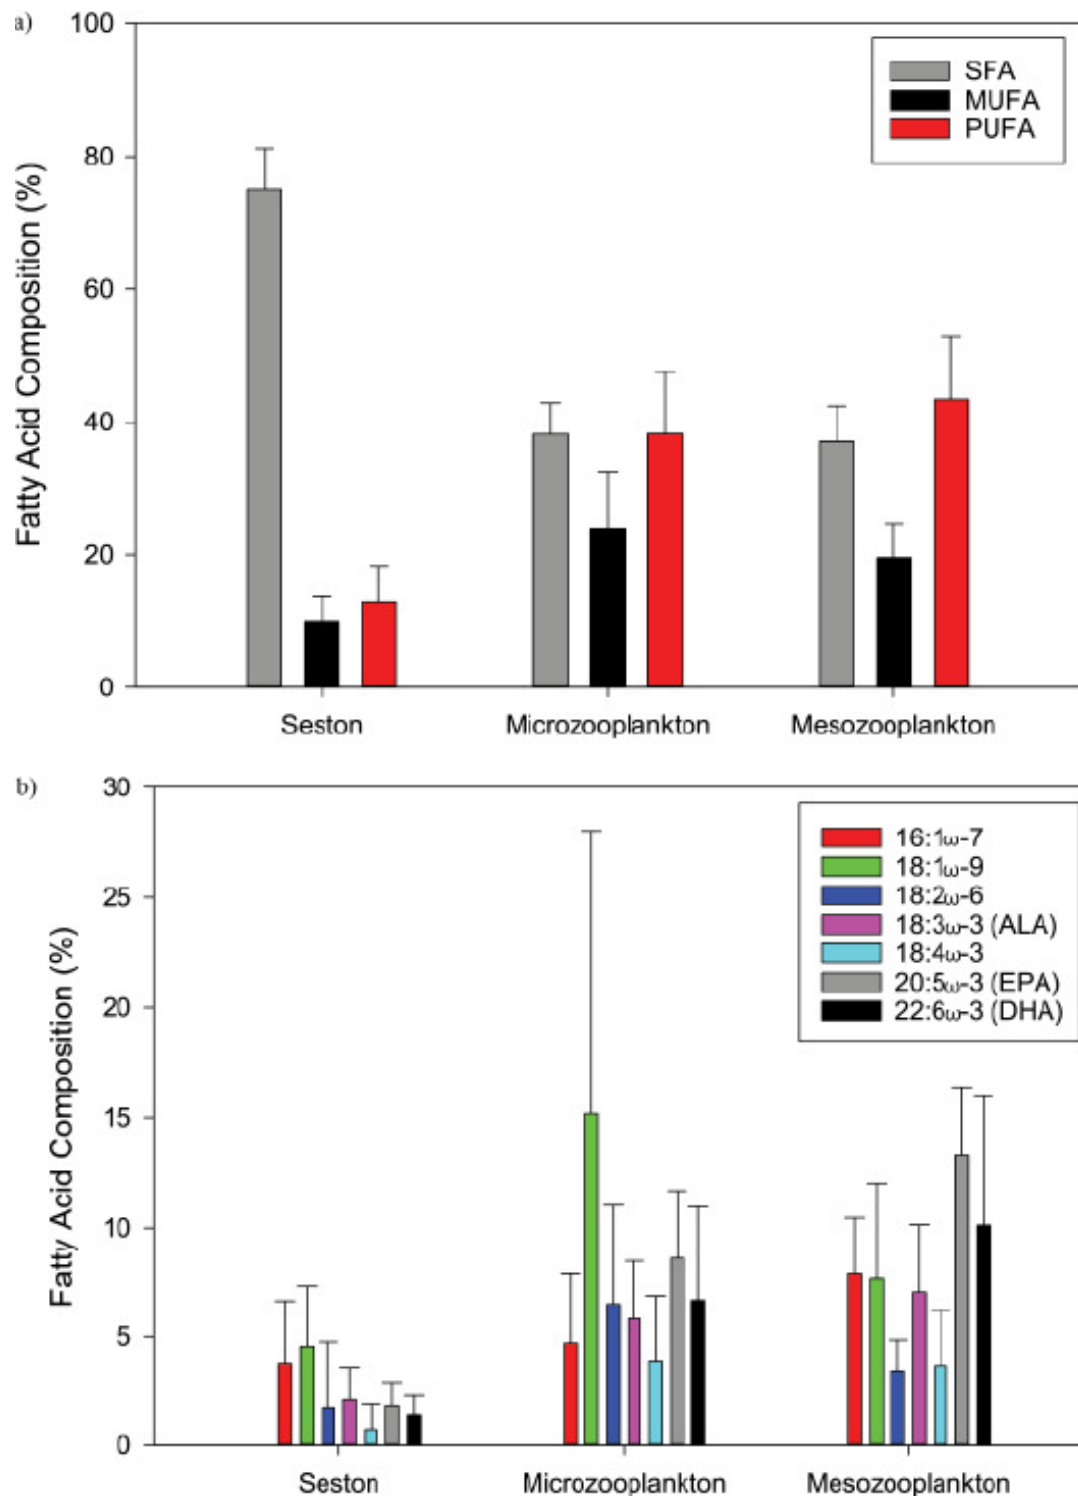 a)
100
80
60
40
20
0
Fatty Acid Composition (%)
SFA
MUFA
PUFA
Seston Microzooplankton Mesozooplankton
b)
30
25
20
15
10
5
0
Fatty Acid Composition (%)
16:1ω-7
18:1ω-9
18:2ω-6
18:3ω-3 (ALA)
18:4ω-3
20:5ω-3 (EPA)
22:6ω-3 (DHA)
Seston Microzooplankton Mesozooplankton